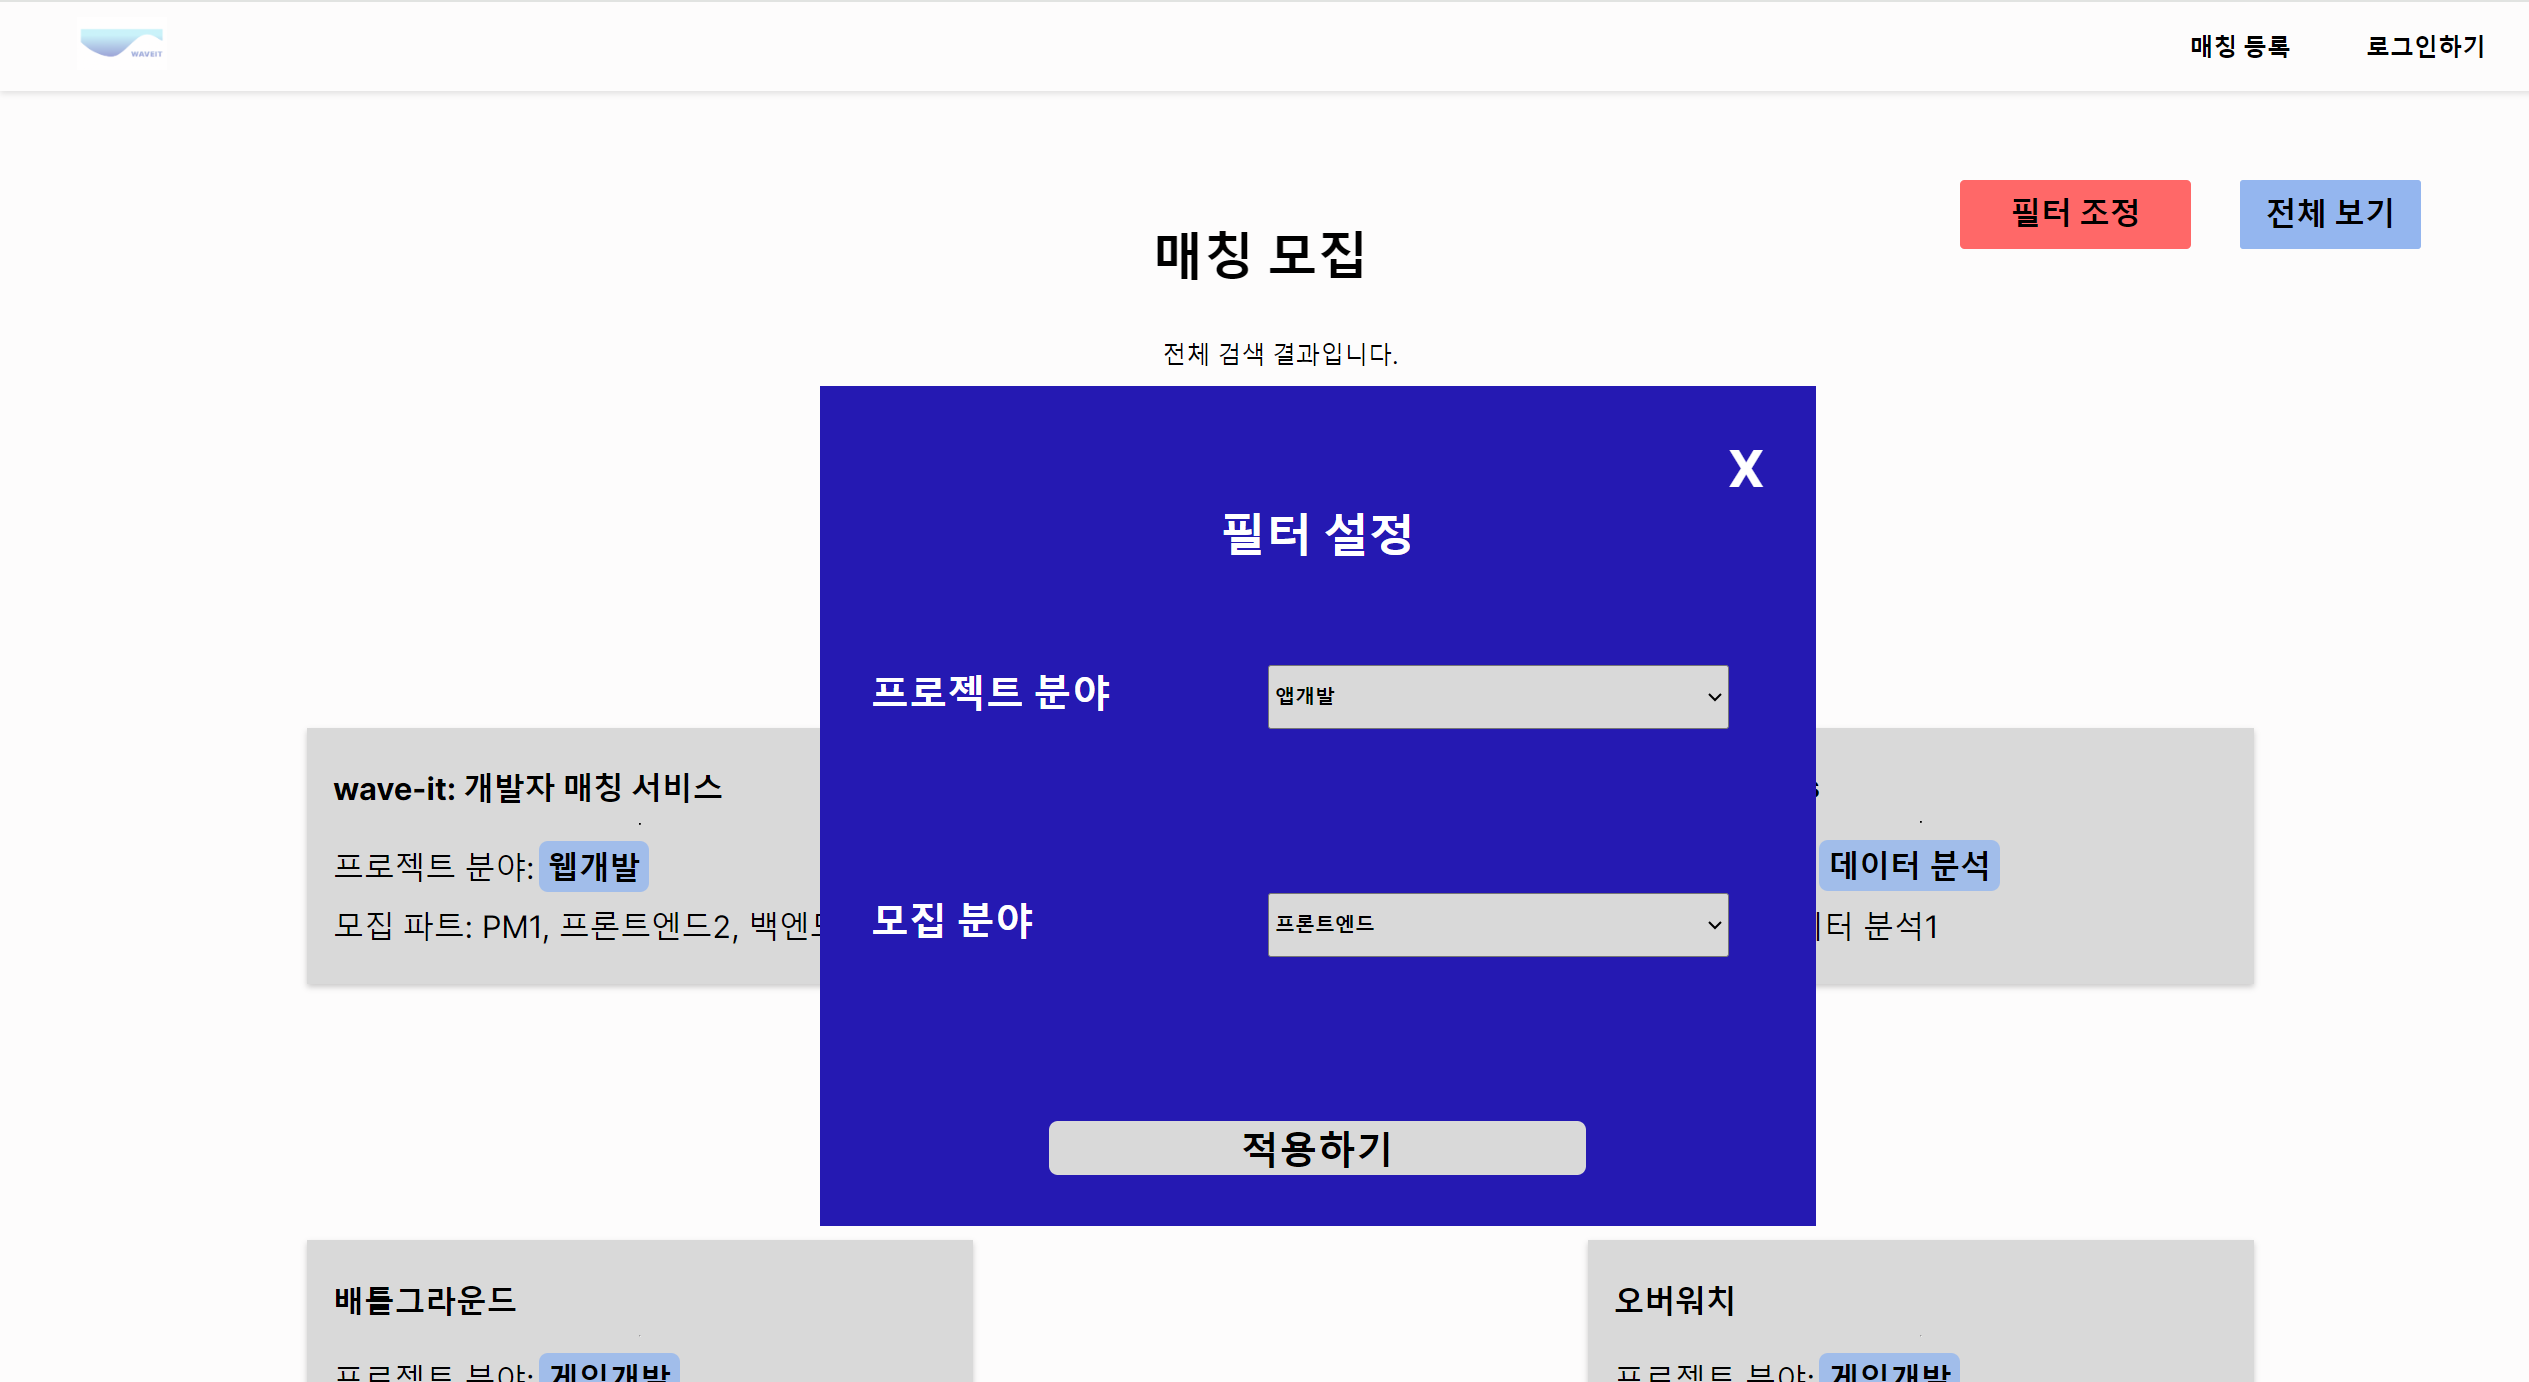 WAVEIT
매칭 등록
로그인하기
필터 조정
전체 보기
매칭 모집
전체 검색 결과입니다.
X
필터 설정
프로젝트 분야
앱개발
모집 분야
프론트엔드
적용하기
wave-it: 개발자 매칭 서비스
프로젝트 분야: 웹개발
모집 파트: PM1, 프론트엔드2, 백엔드
데이터 분석
터 분석1
배틀그라운드
프로젝트 분야: 게임개발
오버워치
프로젝트 분야: 게임개발